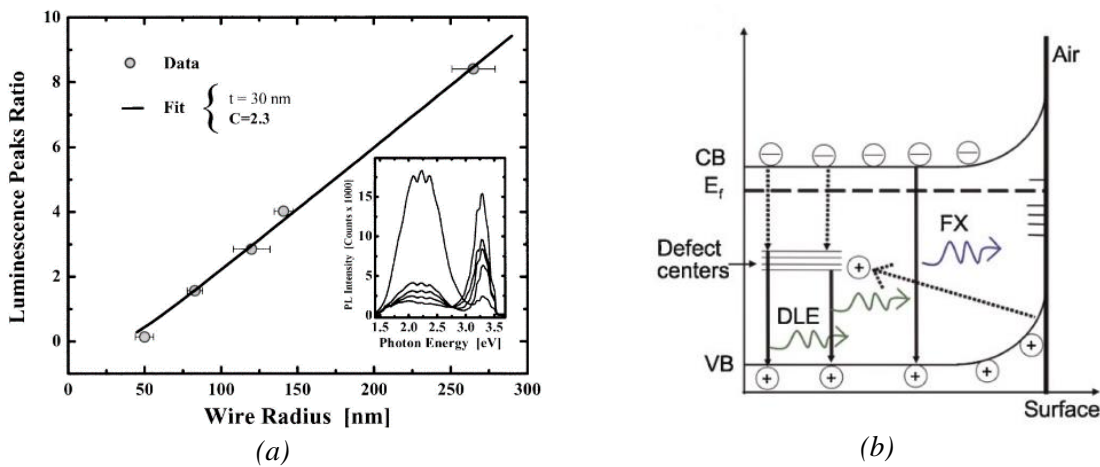 10
8
6
4
2
0
Luminescence Peaks Ratio
Data
Fit
{
t = 30 nm
C=2.3
15
10
5
0
PL Intensity [Counts x 1000]
1.5 2.0 2.5 3.0 3.5
Photon Energy [eV]
0 50 100 150 200 250 300
Wire Radius [nm]
(a)
Air
CB
E_f
FX
Defect
centers
DLE
VB
Surface
(b)